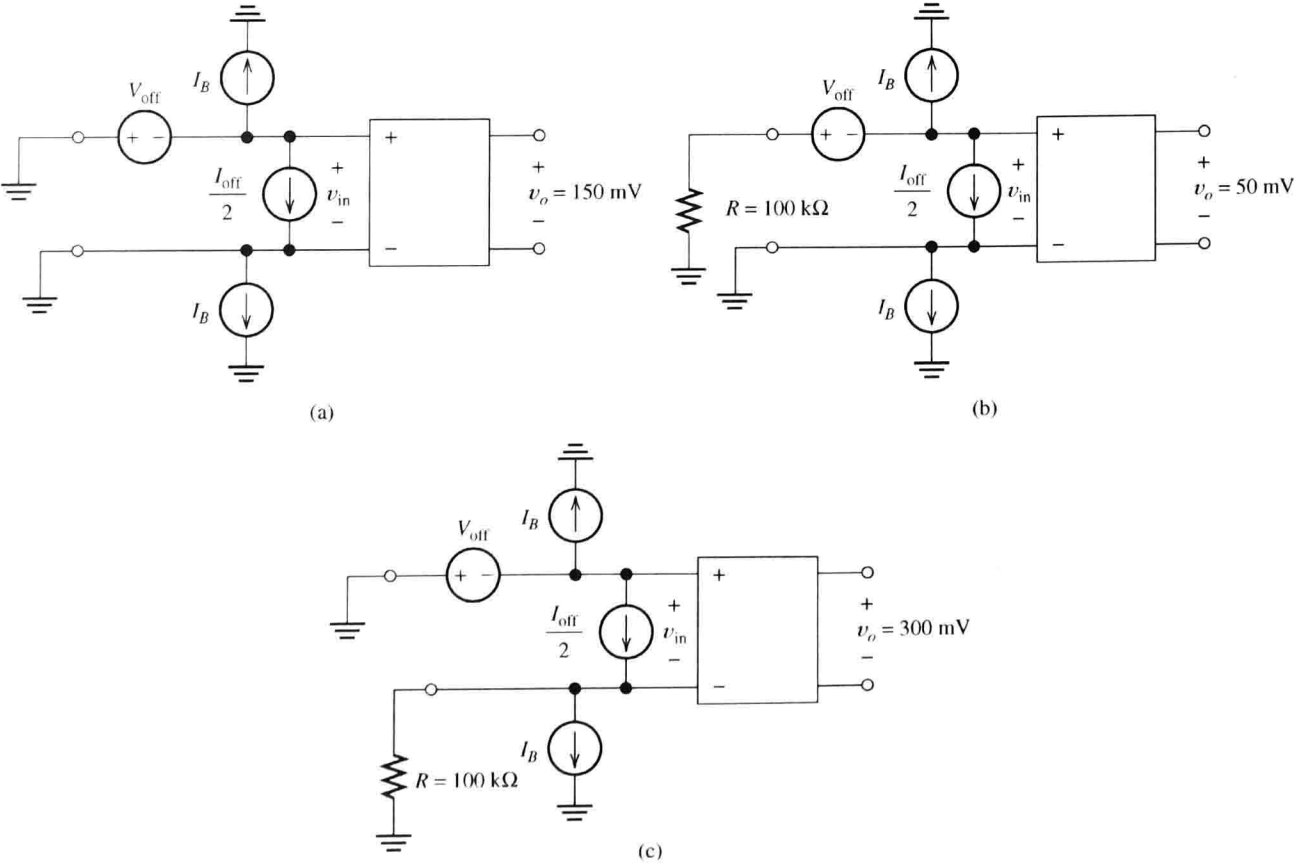 I_B
V_off
+ −
+
I_off/2
+
v_in
−
+
v_o = 150 mV
−
−
I_B
(a)
I_B
V_off
+ −
+
R = 100 kΩ
I_off/2
+
v_in
−
+
v_o = 50 mV
−
−
I_B
(b)
I_B
V_off
+ −
+
I_off/2
+
v_in
−
+
v_o = 300 mV
−
−
I_B
R = 100 kΩ
(c)